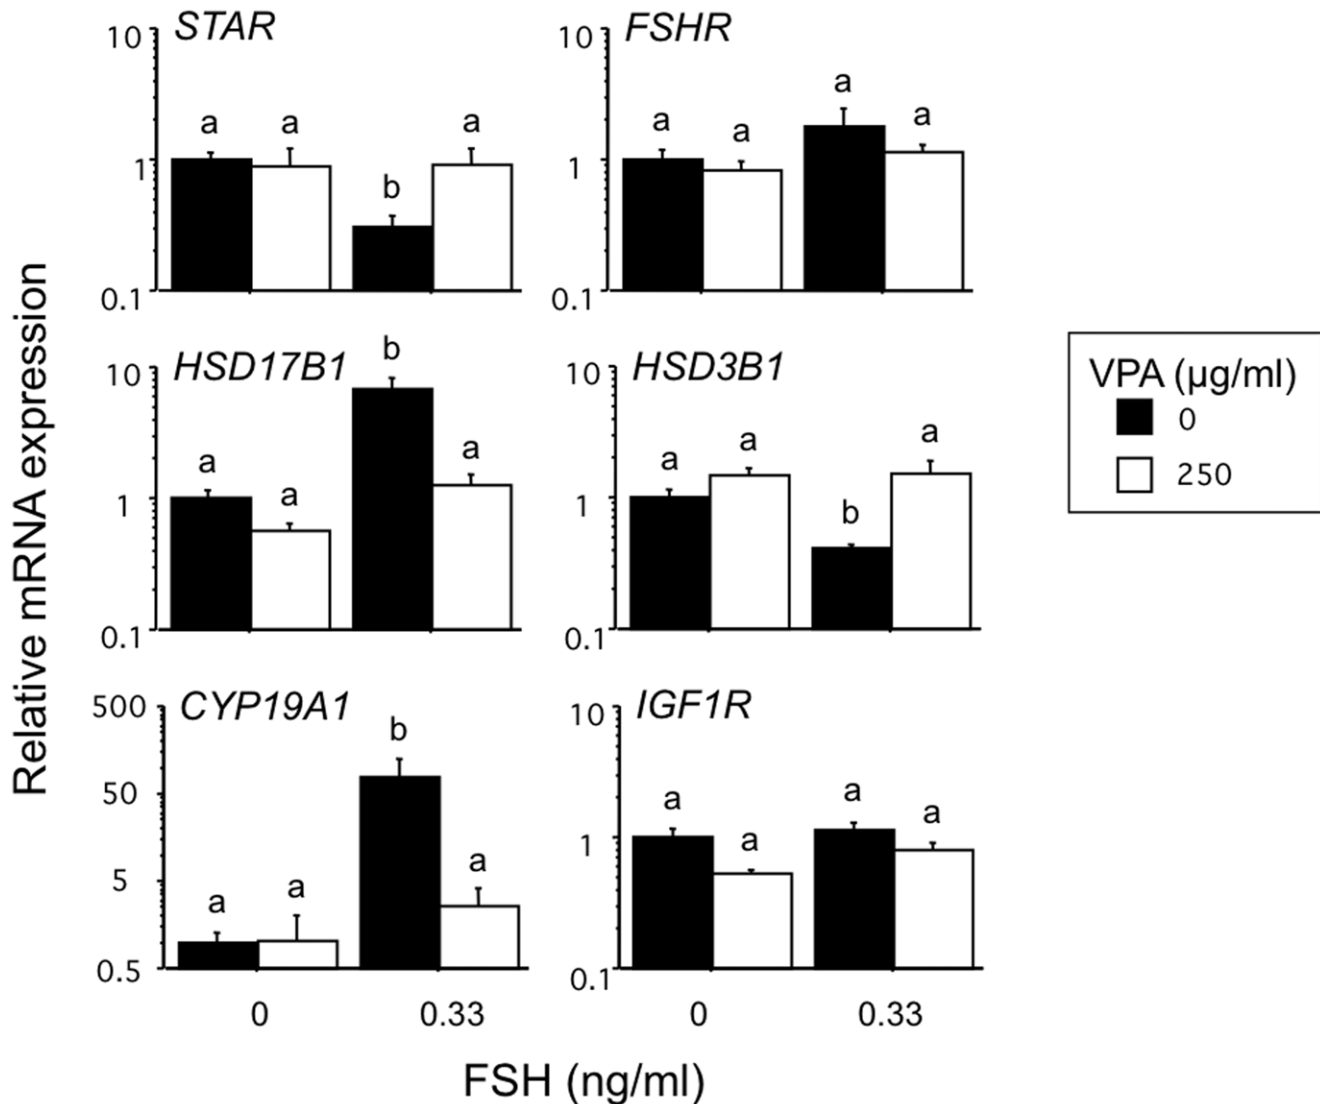 Relative mRNA expression
STAR
10
1
0.1
a
a
b
a
FSHR
10
1
0.1
a
a
a
a
HSD17B1
10
1
0.1
a
a
b
a
HSD3B1
10
1
0.1
a
a
b
a
CYP19A1
500
50
5
0.5
a
a
b
a
0
0.33
IGF1R
10
1
0.1
a
a
a
a
0
0.33
FSH (ng/ml)
VPA (µg/ml)
0
250